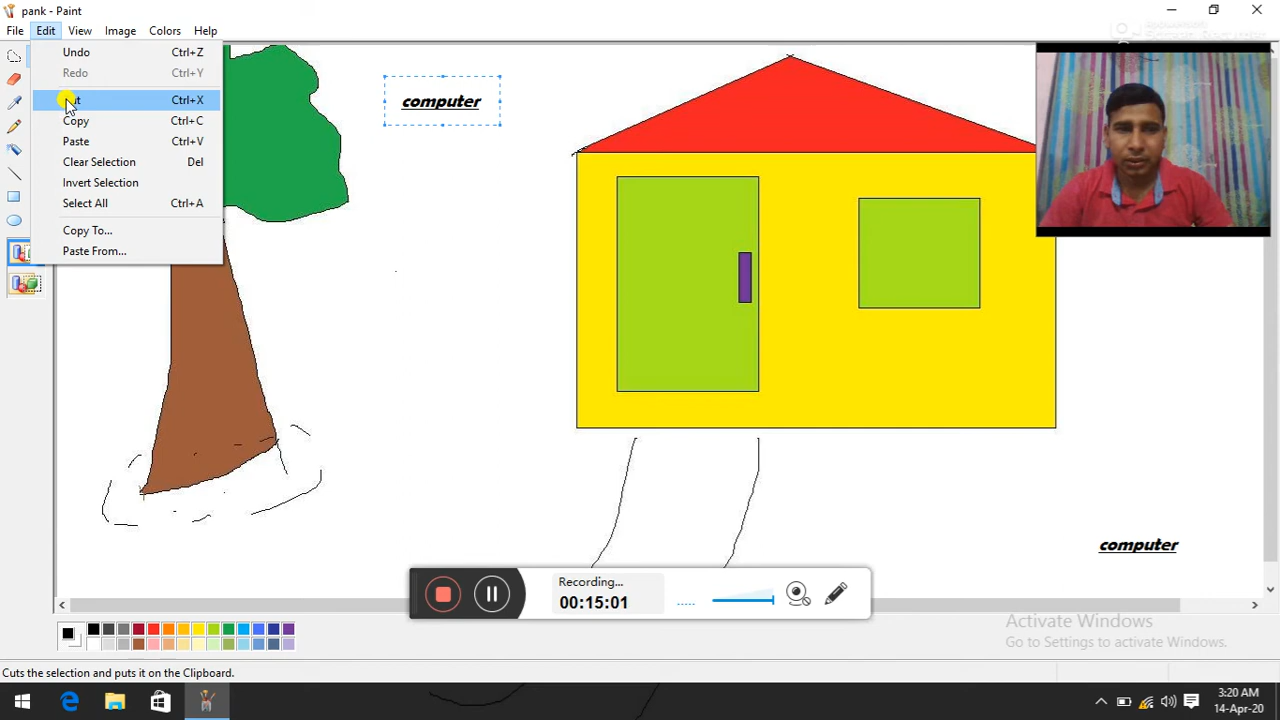 pank - Paint
File Edit View Image Colors Help
Undo Ctrl+Z
Redo Ctrl+Y
Ctrl+X
Copy Ctrl+C
Paste Ctrl+V
Clear Selection Del
Invert Selection
Select All Ctrl+A
Copy To...
Paste From...
computer
computer
Recording...
00:15:01
Activate Windows
Go to Settings to activate Windows.
Cuts the selection and puts it on the Clipboard.
3:20 AM
14-Apr-20